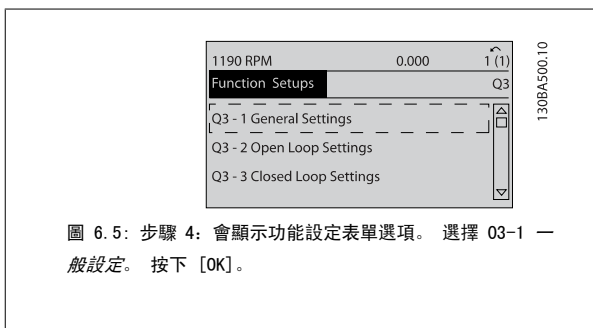 1190 RPM 0.000 1 (1)
Function Setups Q3
Q3 - 1 General Settings
Q3 - 2 Open Loop Settings
Q3 - 3 Closed Loop Settings
130BA500.10
圖 6.5: 步驟 4: 會顯示功能設定表單選項。 選擇 03-1 一
般設定。 按下 [OK]。